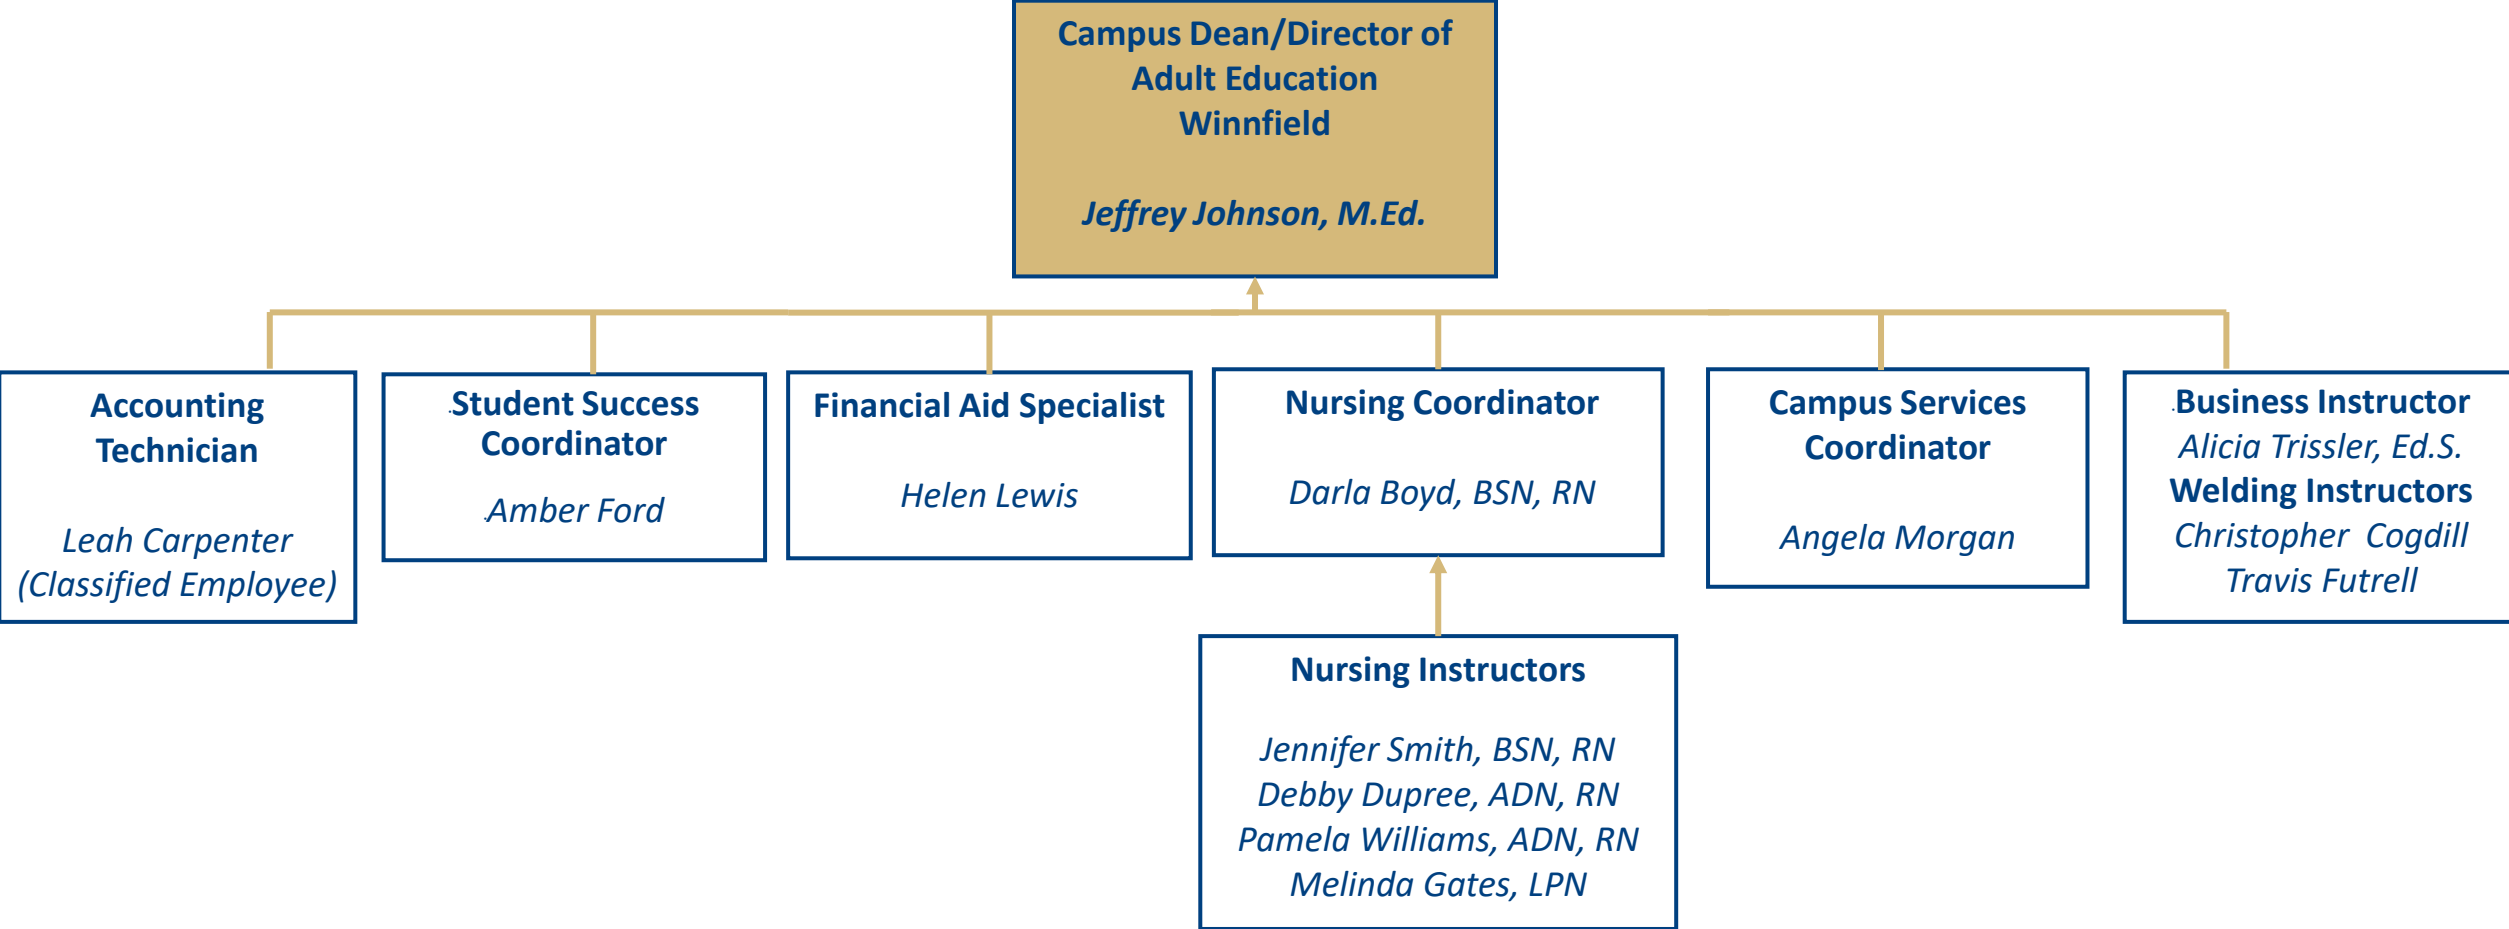 Campus Dean/Director of
Adult Education
Winnfield
Jeffrey Johnson, M.Ed.
Accounting
Technician
Leah Carpenter
(Classified Employee)
Student Success
Coordinator
Amber Ford
Financial Aid Specialist
Helen Lewis
Nursing Coordinator
Darla Boyd, BSN, RN
Campus Services
Coordinator
Angela Morgan
Business Instructor
Alicia Trissler, Ed.S.
Welding Instructors
Christopher  Cogdill
Travis Futrell
Nursing Instructors
Jennifer Smith, BSN, RN
Debby Dupree, ADN, RN
Pamela Williams, ADN, RN
Melinda Gates, LPN